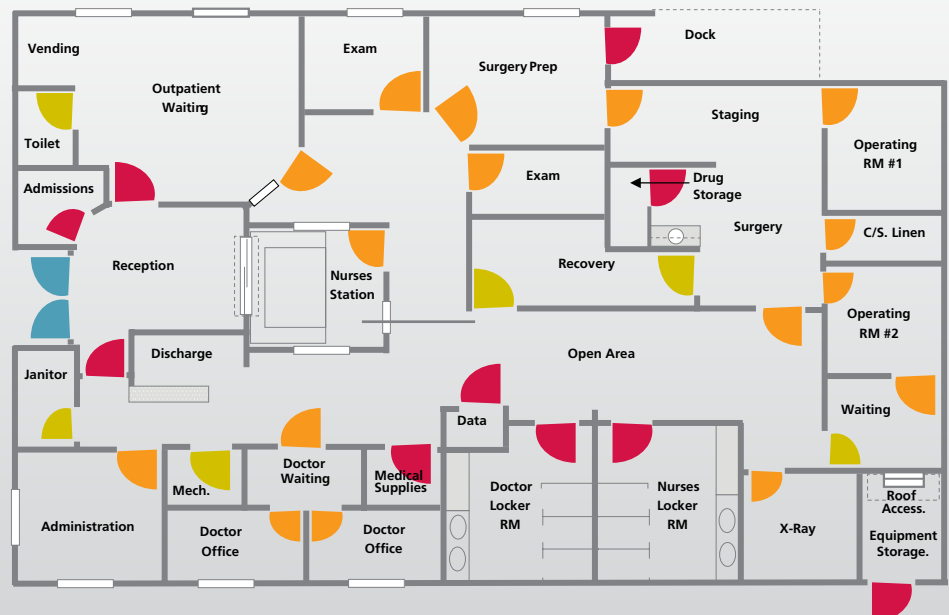 Vending
Exam
Dock
Surgery Prep
Outpatient
Waiting
Staging
Toilet
Operating
RM #1
Admissions
Exam
Drug
Storage
Surgery
C/S. Linen
Reception
Recovery
Nurses
Station
Operating
RM #2
Discharge
Open Area
Janitor
Waiting
Data
Doctor
Waiting
Medical
Supplies
Mech.
Doctor
Locker
RM
Nurses
Locker
RM
Roof
Access.
Administration
Doctor
Office
Doctor
Office
X-Ray
Equipment
Storage.